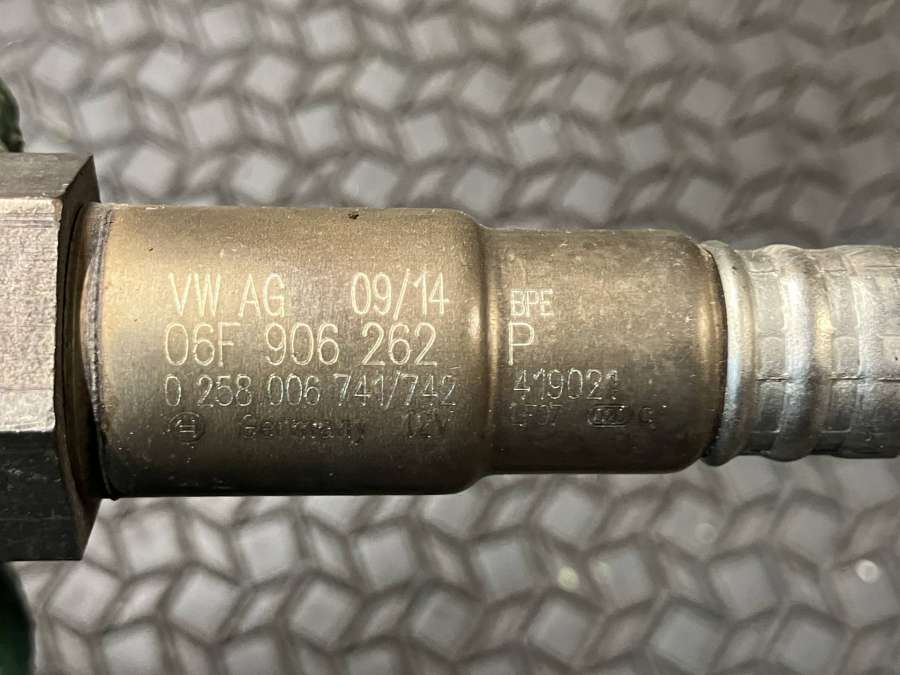 VW AG 09/14 BPE
06F 906 262 P
0 258 006 741/742 419021
Germany 12V